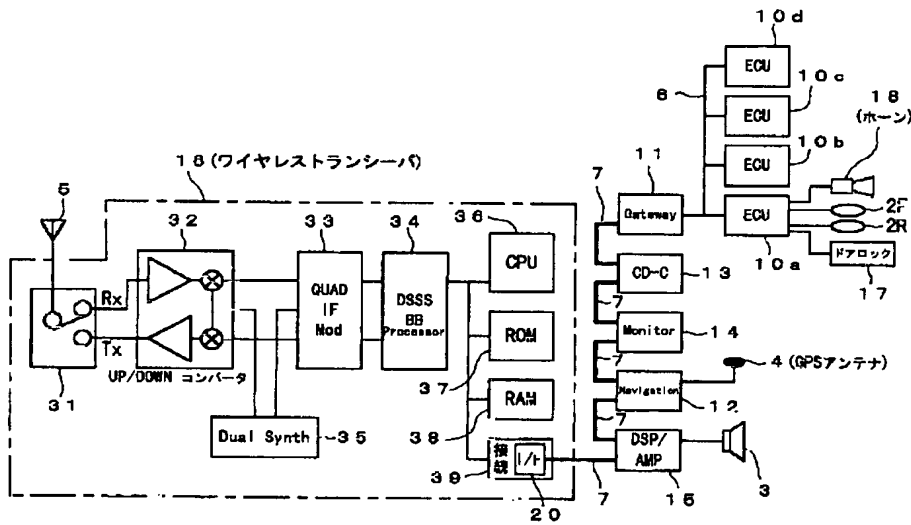 10d
ECU
10c
6
ECU
18
(ホーン)
10b
ECU
16(ワイヤレストランシーバ)
11
7
5
32
33
34
36
Gateway
ECU
2F
2R
10a
ドアロック
17
CPU
CD-C
13
Rx
QUAD
IF
Mod
DSSS
BB
Processor
7
ROM
Monitor
14
Tx
37
7
4(GPSアンテナ)
UP/DOWN コンバータ
31
RAM
Navigation
12
38
7
Dual Synth
35
接続
I/F
DSP/
AMP
39
20
7
15
3